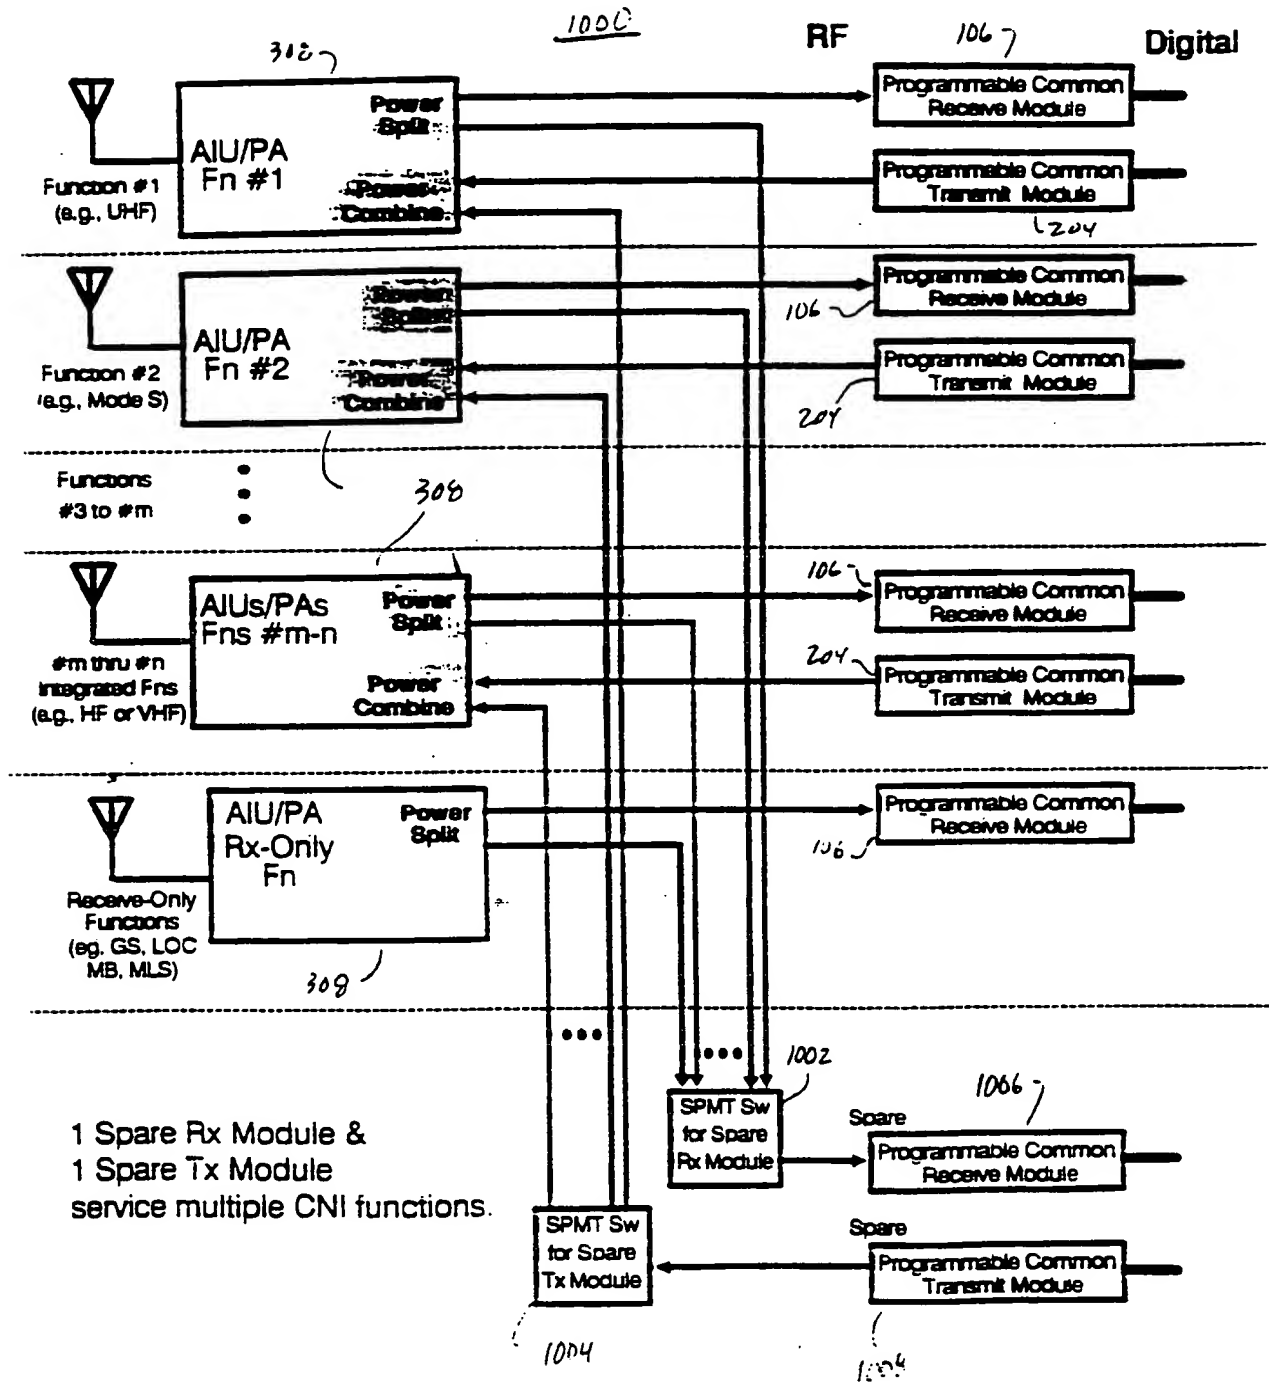 1000
RF
Digital
308
106
AIU/PA
Fn #1
Power
Split
Power
Combine
Function #1
(e.g., UHF)
Programmable Common
Receive Module
Programmable Common
Transmit Module
204
AIU/PA
Fn #2
Power
Split
Power
Combine
Function #2
(e.g., Mode S)
Programmable Common
Receive Module
106
Programmable Common
Transmit Module
204
Functions
#3 to #m
308
AIUs/PAs
Fns #m-n
Power
Split
Power
Combine
#m thru #n
Integrated Fns
(e.g., HF or VHF)
106
Programmable Common
Receive Module
204
Programmable Common
Transmit Module
AIU/PA
Rx-Only
Fn
Power
Split
Receive-Only
Functions
(eg. GS, LOC
MB, MLS)
308
Programmable Common
Receive Module
106
1002
1006
SPMT Sw
for Spare
Rx Module
Spare
Programmable Common
Receive Module
1 Spare Rx Module &
1 Spare Tx Module
service multiple CNI functions.
SPMT Sw
for Spare
Tx Module
Spare
Programmable Common
Transmit Module
1004